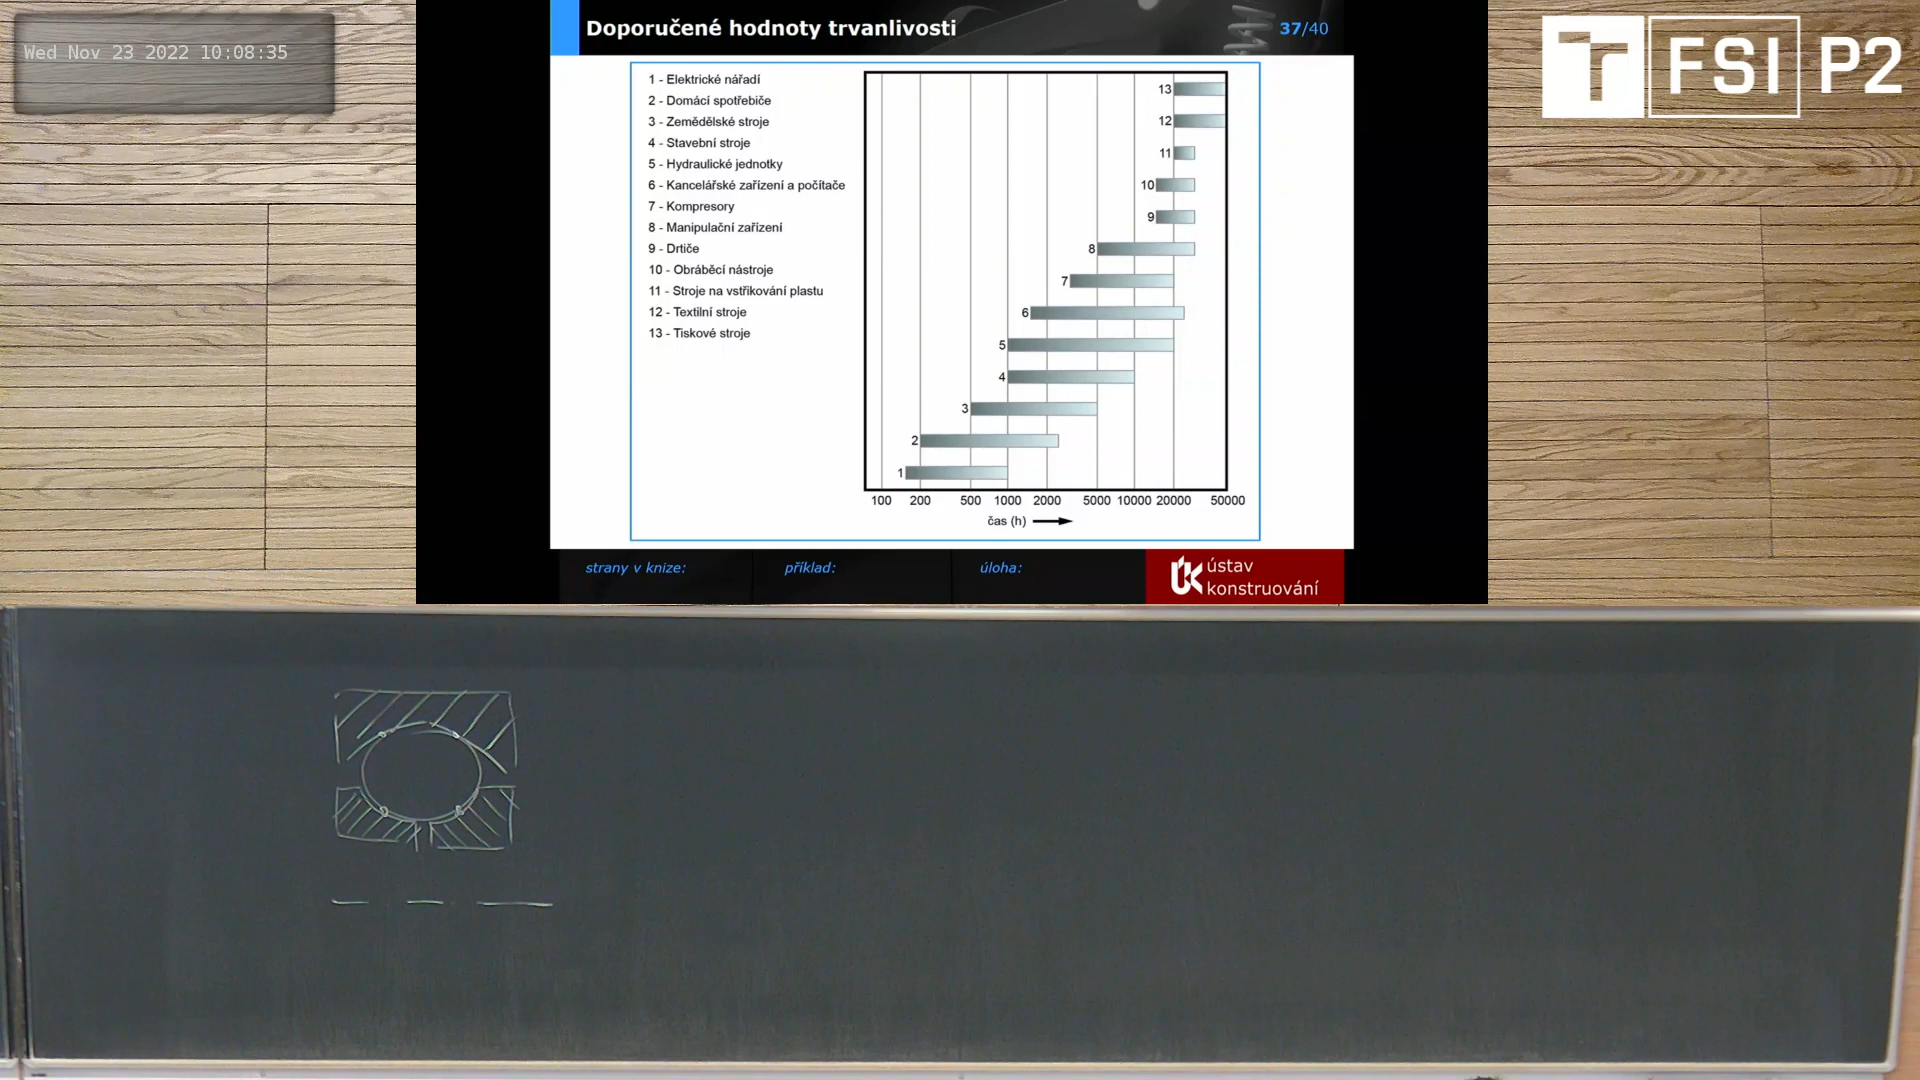 Wed Nov 23 2022 10:08:35
Doporučené hodnoty trvanlivosti
37/40
FSI P2
1 - Elektrické nářadí
2 - Domácí spotřebiče
3 - Zemědělské stroje
4 - Stavební stroje
5 - Hydraulické jednotky
6 - Kancelářské zařízení a počítače
7 - Kompresory
8 - Manipulační zařízení
9 - Drtiče
10 - Obráběcí nástroje
11 - Stroje na vstřikování plastu
12 - Textilní stroje
13 - Tiskové stroje
13
12
11
10
9
8
7
6
5
4
3
2
1
100 200 500 1000 2000 5000 10000 20000 50000
čas (h)
strany v knize: příklad: úloha:
ústav
konstruování